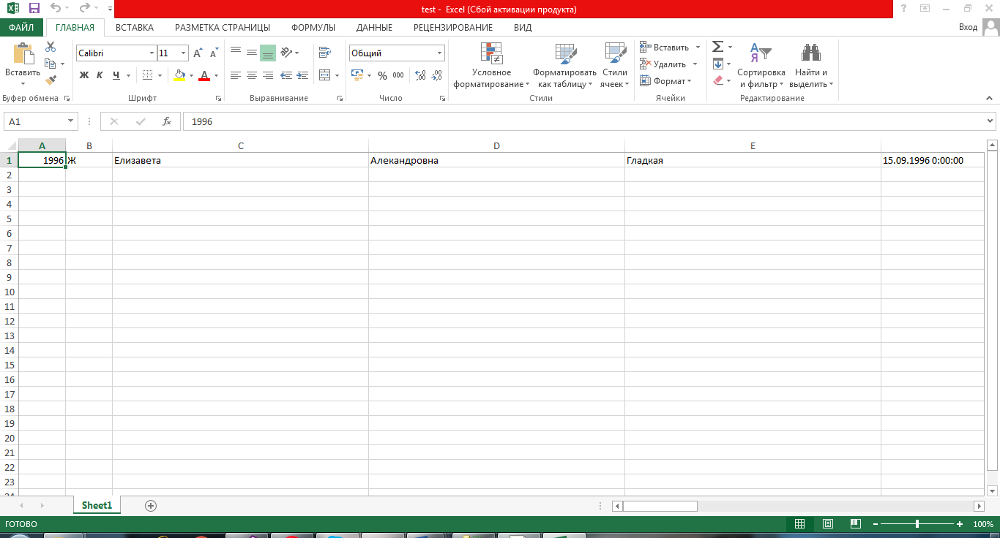 test - Excel (Сбой активации продукта)
?
ФАЙЛ ГЛАВНАЯ ВСТАВКА РАЗМЕТКА СТРАНИЦЫ ФОРМУЛЫ ДАННЫЕ РЕЦЕНЗИРОВАНИЕ ВИД Вход
Calibri 11 Общий
Вставить Ж К Ч А % 000
Условное форматирование
Форматировать как таблицу
Стили ячеек
Вставить
Удалить
Формат
Сортировка и фильтр
Найти и выделить
Буфер обмена Шрифт Выравнивание Число Стили Ячейки Редактирование
A1 fx 1996
A B C D E
1 1996 Ж Елизавета Алекандровна Гладкая 15.09.1996 0:00:00
2
3
4
5
6
7
8
9
10
11
12
13
14
15
16
17
18
19
20
21
22
23
24
Sheet1
ГОТОВО 100%